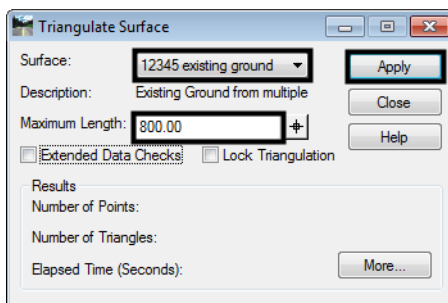 Triangulate Surface
Surface: 12345 existing ground Apply
Description: Existing Ground from multiple Close
Maximum Length: 800.00 Help
Extended Data Checks Lock Triangulation
Results
Number of Points:
Number of Triangles:
Elapsed Time (Seconds): More...